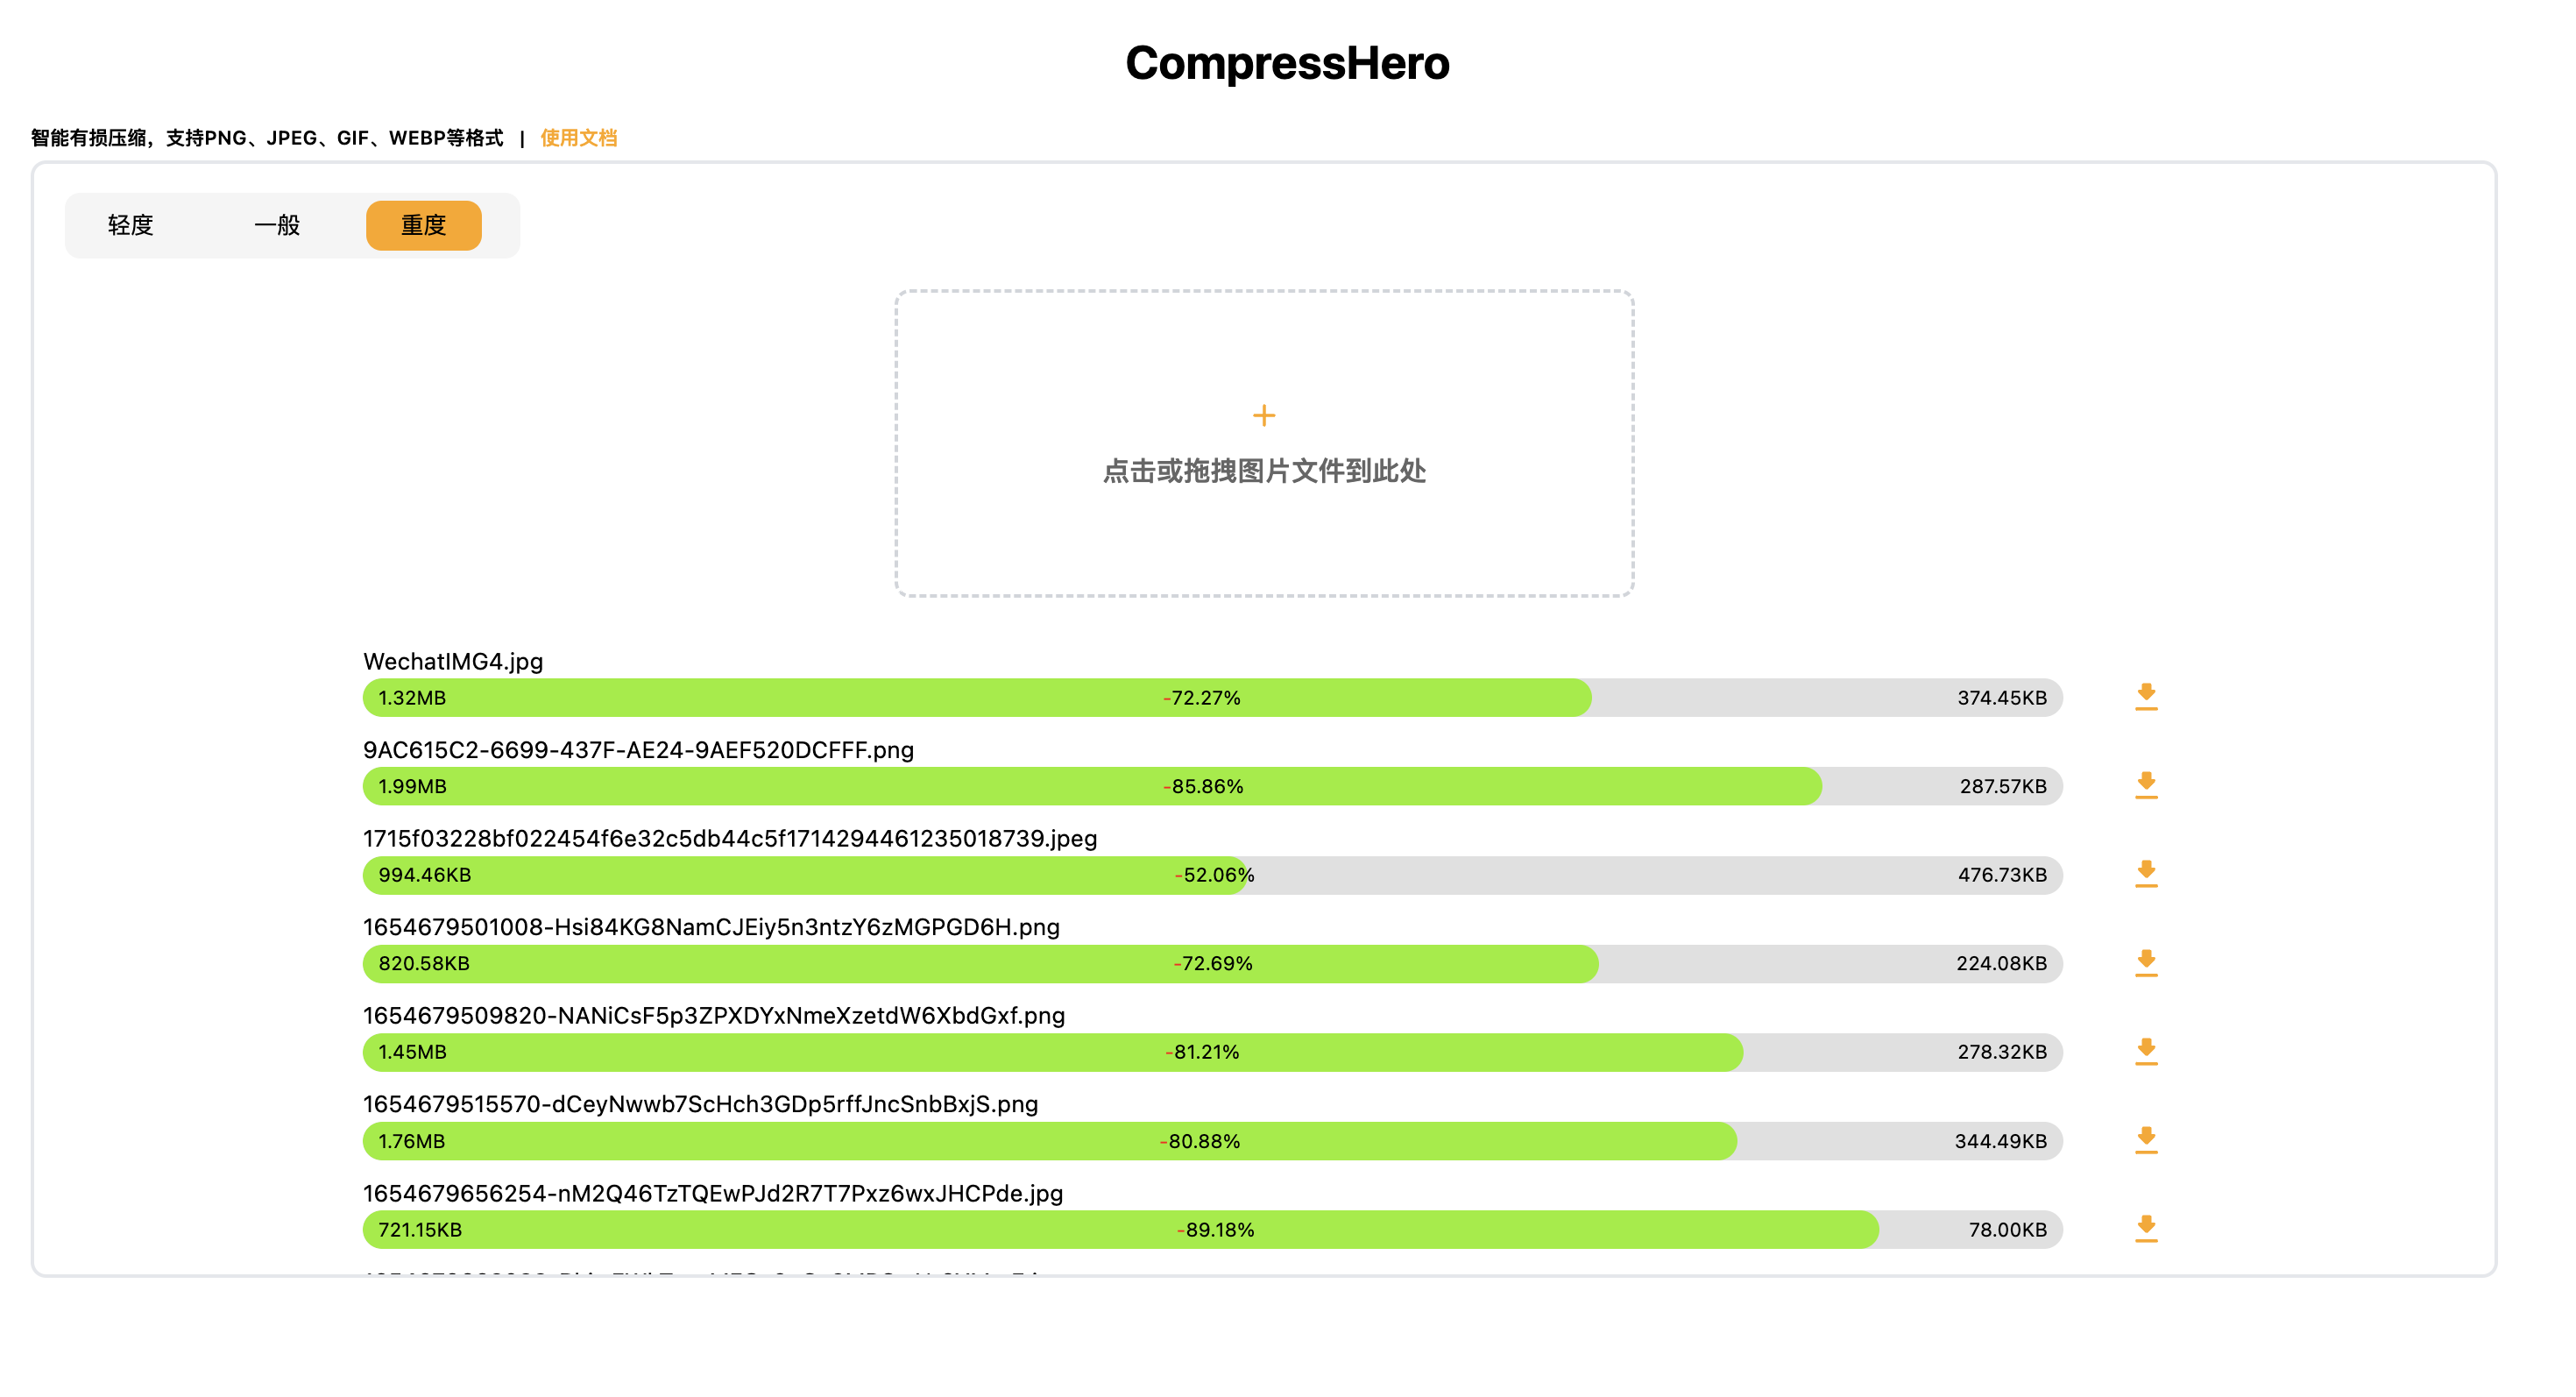 CompressHero
智能有损压缩，支持PNG、JPEG、GIF、WEBP等格式 | 使用文档
轻度 一般 重度
+
点击或拖拽图片文件到此处
WechatIMG4.jpg
1.32MB -72.27% 374.45KB
9AC615C2-6699-437F-AE24-9AEF520DCFFF.png
1.99MB -85.86% 287.57KB
1715f03228bf022454f6e32c5db44c5f1714294461235018739.jpeg
994.46KB -52.06% 476.73KB
1654679501008-Hsi84KG8NamCJEiy5n3ntzY6zMGPGD6H.png
820.58KB -72.69% 224.08KB
1654679509820-NANiCsF5p3ZPXDYxNmeXzetdW6XbdGxf.png
1.45MB -81.21% 278.32KB
1654679515570-dCeyNwwb7ScHch3GDp5rffJncSnbBxjS.png
1.76MB -80.88% 344.49KB
1654679656254-nM2Q46TzTQEwPJd2R7T7Pxz6wxJHCPde.jpg
721.15KB -89.18% 78.00KB